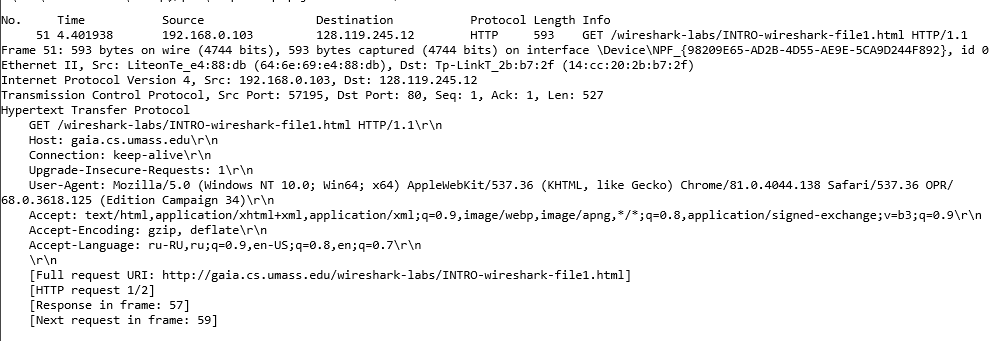 No. Time Source Destination Protocol Length Info
51 4.401938 192.168.0.103 128.119.245.12 HTTP 593 GET /wireshark-labs/INTRO-wireshark-file1.html HTTP/1.1
Frame 51: 593 bytes on wire (4744 bits), 593 bytes captured (4744 bits) on interface \Device\NPF_{98209E65-AD2B-4D55-AE9E-5CA9D244F892}, id 0
Ethernet II, Src: LiteonTe_e4:88:db (64:6e:69:e4:88:db), Dst: Tp-LinkT_2b:b7:2f (14:cc:20:2b:b7:2f)
Internet Protocol Version 4, Src: 192.168.0.103, Dst: 128.119.245.12
Transmission Control Protocol, Src Port: 57195, Dst Port: 80, Seq: 1, Ack: 1, Len: 527
Hypertext Transfer Protocol
GET /wireshark-labs/INTRO-wireshark-file1.html HTTP/1.1\r\n
Host: gaia.cs.umass.edu\r\n
Connection: keep-alive\r\n
Upgrade-Insecure-Requests: 1\r\n
User-Agent: Mozilla/5.0 (Windows NT 10.0; Win64; x64) AppleWebKit/537.36 (KHTML, like Gecko) Chrome/81.0.4044.138 Safari/537.36 OPR/
68.0.3618.125 (Edition Campaign 34)\r\n
Accept: text/html,application/xhtml+xml,application/xml;q=0.9,image/webp,image/apng,*/*;q=0.8,application/signed-exchange;v=b3;q=0.9\r\n
Accept-Encoding: gzip, deflate\r\n
Accept-Language: ru-RU,ru;q=0.9,en-US;q=0.8,en;q=0.7\r\n
\r\n
[Full request URI: http://gaia.cs.umass.edu/wireshark-labs/INTRO-wireshark-file1.html]
[HTTP request 1/2]
[Response in frame: 57]
[Next request in frame: 59]